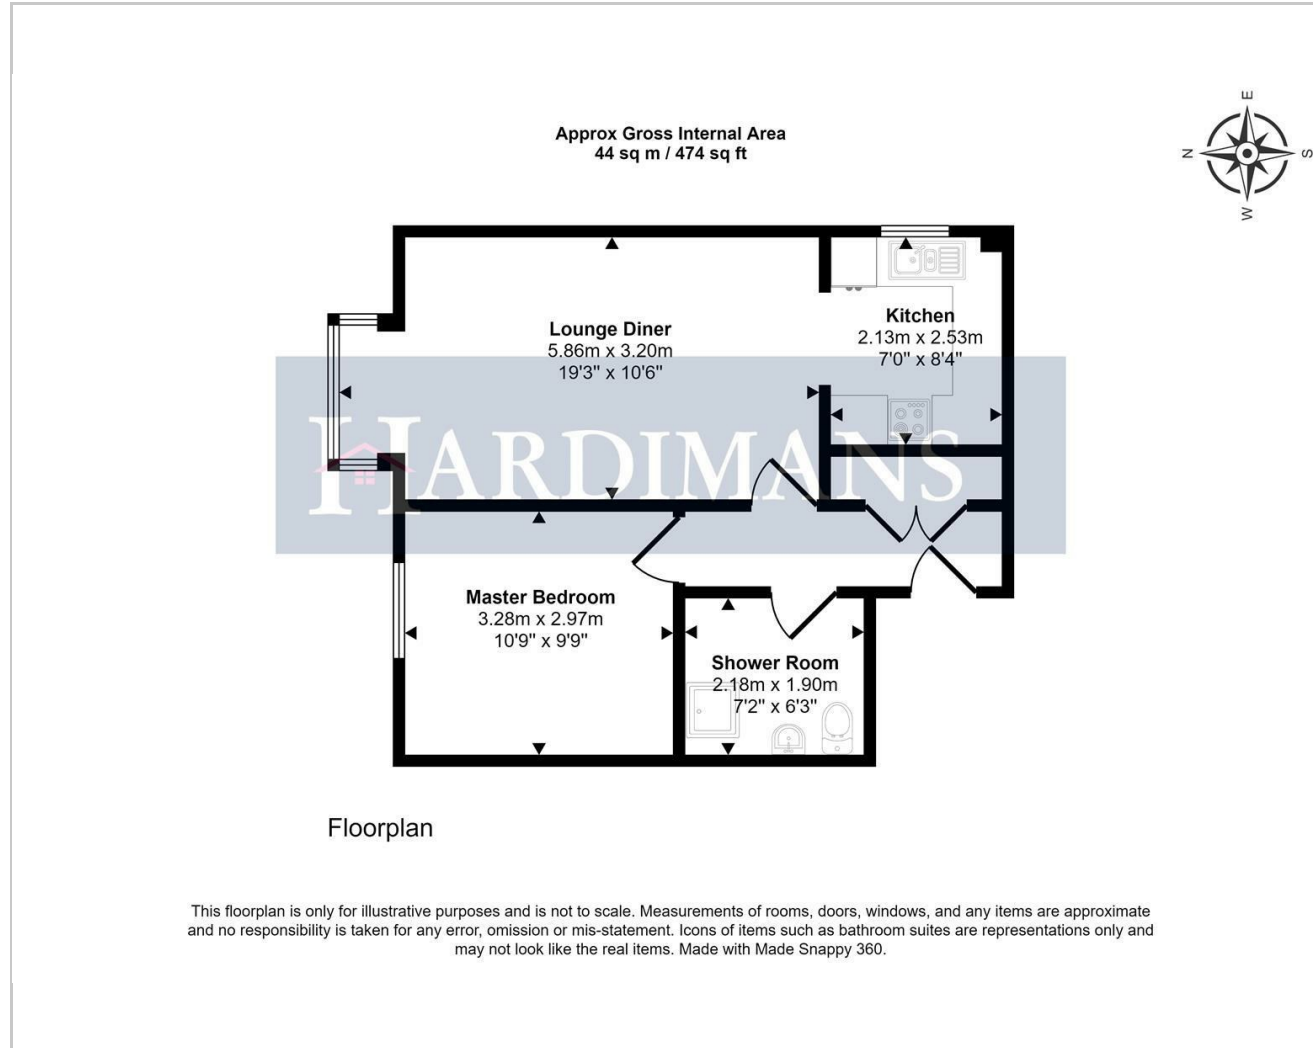 Approx Gross Internal Area
44 sq m / 474 sq ft
E
N
S
W
Lounge Diner
5.86m x 3.20m
19'3" x 10'6"
Kitchen
2.13m x 2.53m
7'0" x 8'4"
HARDIMANS
Master Bedroom
3.28m x 2.97m
10'9" x 9'9"
Shower Room
2.18m x 1.90m
7'2" x 6'3"
Floorplan
This floorplan is only for illustrative purposes and is not to scale. Measurements of rooms, doors, windows, and any items are approximate
and no responsibility is taken for any error, omission or mis-statement. Icons of items such as bathroom suites are representations only and
may not look like the real items. Made with Made Snappy 360.